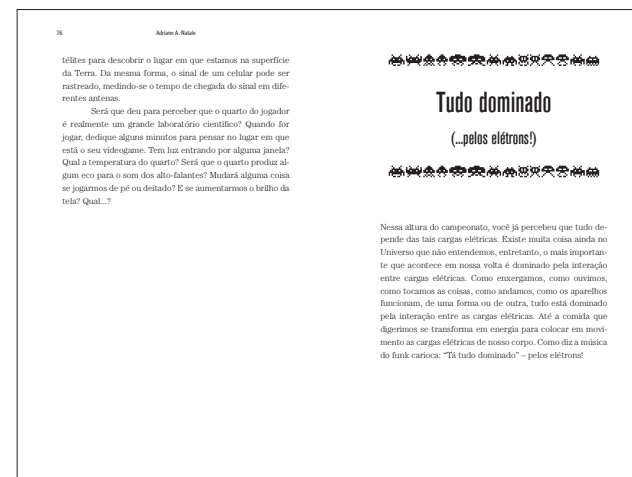 76
Adriano A. Natale
télites para descobrir o lugar em que estamos na superfície
da Terra. Da mesma forma, o sinal de um celular pode ser
rastreado, medindo-se o tempo de chegada do sinal em dife-
rentes antenas.
Será que deu para perceber que o quarto do jogador
é realmente um grande laboratório científico? Quando for
jogar, dedique alguns minutos para pensar no lugar em que
está o seu videogame. Tem luz entrando por alguma janela?
Qual a temperatura do quarto? Será que o quarto produz al-
gum eco para o som dos alto-falantes? Mudará alguma coisa
se jogarmos de pé ou deitado? E se aumentarmos o brilho da
tela? Qual...?
Tudo dominado
(...pelos elétrons!)
Nessa altura do campeonato, você já percebeu que tudo de-
pende das tais cargas elétricas. Existe muita coisa ainda no
Universo que não entendemos, entretanto, o mais importan-
te que acontece em nossa volta é dominado pela interação
entre cargas elétricas. Como enxergamos, como ouvimos,
como tocamos as coisas, como andamos, como os aparelhos
funcionam, de uma forma ou de outra, tudo está dominado
pela interação entre as cargas elétricas. Até a comida que
digerimos se transforma em energia para colocar em movi-
mento as cargas elétricas de nosso corpo. Como diz a música
do funk carioca: “Tá tudo dominado” – pelos elétrons!